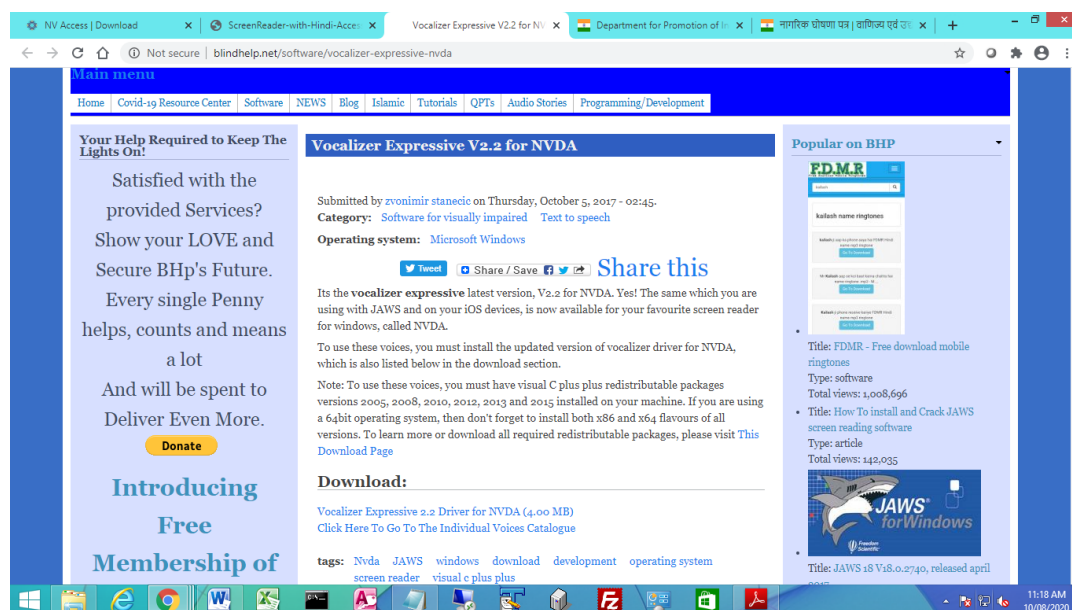 NV Access | Download
ScreenReader-with-Hindi-Acces
Vocalizer Expressive V2.2 for NV
Department for Promotion of In
नागरिक घोषणा पत्र | वाणिज्य एवं उद्
Not secure | blindhelp.net/software/vocalizer-expressive-nvda
Main menu
Home Covid-19 Resource Center Software NEWS Blog Islamic Tutorials QPTs Audio Stories Programming/Development
Your Help Required to Keep The
Lights On!
Satisfied with the
provided Services?
Show your LOVE and
Secure BHp's Future.
Every single Penny
helps, counts and means
a lot
And will be spent to
Deliver Even More.
Donate
Introducing
Free
Membership of
Vocalizer Expressive V2.2 for NVDA
Submitted by zvonimir stanecic on Thursday, October 5, 2017 - 02:45.
Category: Software for visually impaired Text to speech
Operating system: Microsoft Windows
Tweet Share / Save Share this
Its the vocalizer expressive latest version, V2.2 for NVDA. Yes! The same which you are
using with JAWS and on your iOS devices, is now available for your favourite screen reader
for windows, called NVDA.
To use these voices, you must install the updated version of vocalizer driver for NVDA,
which is also listed below in the download section.
Note: To use these voices, you must have visual C plus plus redistributable packages
versions 2005, 2008, 2010, 2012, 2013 and 2015 installed on your machine. If you are using
a 64bit operating system, then don't forget to install both x86 and x64 flavours of all
versions. To learn more or download all required redistributable packages, please visit This
Download Page
Download:
Vocalizer Expressive 2.2 Driver for NVDA (4.00 MB)
Click Here To Go To The Individual Voices Catalogue
tags: Nvda JAWS windows download development operating system
screen reader visual c plus plus
Popular on BHP
F.D.M.R
kailash
kailash name ringtones
Go To Download
Go To Download
Go To Download
Title: FDMR - Free download mobile
ringtones
Type: software
Total views: 1,008,696
Title: How To install and Crack JAWS
screen reading software
Type: article
Total views: 142,035
JAWS
for Windows
Freedom
Scientific
Title: JAWS 18 V18.0.2740, released april
2017
11:18 AM
10/08/2020